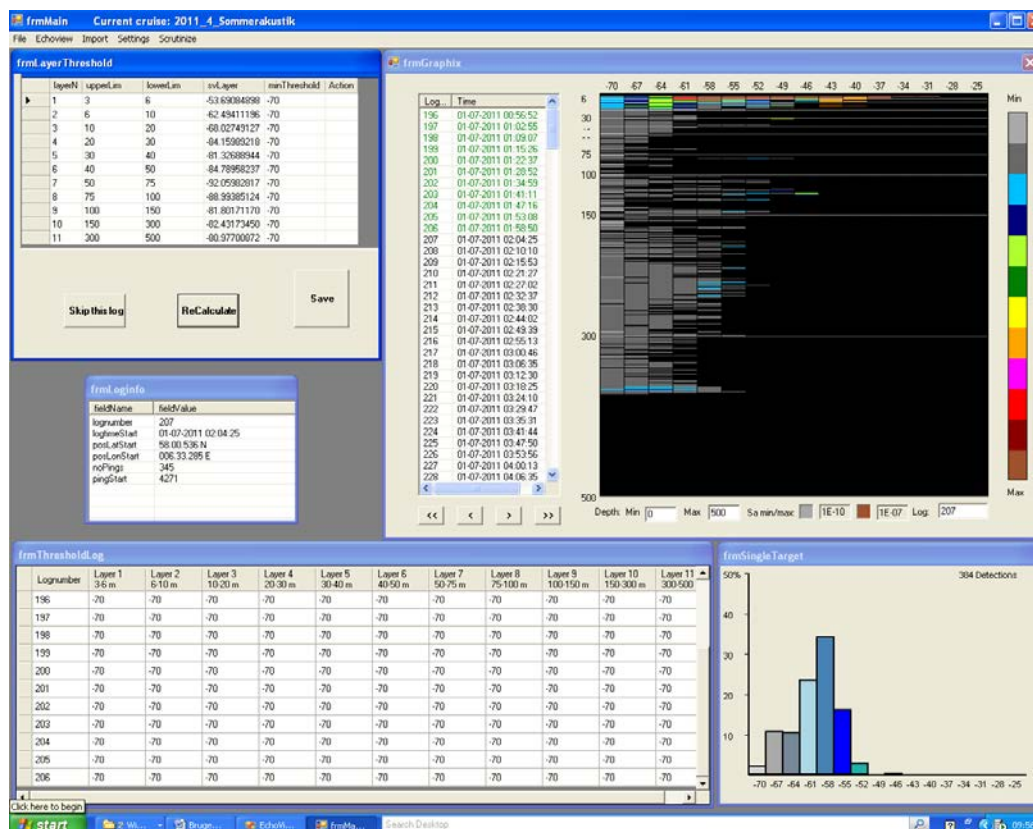 frmMain Current cruise: 2011_4_Sommerakustik
File Echoview Import Settings Scrutinize
frmLayerThreshold
layerN upperLim lowerLim svLayer minThreshold Action
1 3 6 -53.69084898 -70
2 6 10 -62.49411186 -70
3 10 20 -68.02749127 -70
4 20 30 -84.15989218 -70
5 30 40 -81.32688944 -70
6 40 50 -84.78958237 -70
7 50 75 -92.05982817 -70
8 75 100 -88.99385124 -70
9 100 150 -81.80171170 -70
10 150 300 -82.43173450 -70
11 300 500 -80.97700072 -70
Skip this log
ReCalculate
Save
frmLoginfo
fieldName fieldValue
lognumber 207
logtimeStart 01-07-2011 02:04:25
posLatStart 58.00.536 N
posLonStart 006.33.285 E
noPings 345
pingStart 4271
frmGraphix
Log... Time
196 01-07-2011 00:56:52
197 01-07-2011 01:02:55
198 01-07-2011 01:09:07
199 01-07-2011 01:15:26
200 01-07-2011 01:22:37
201 01-07-2011 01:28:52
202 01-07-2011 01:34:59
203 01-07-2011 01:41:11
204 01-07-2011 01:47:16
205 01-07-2011 01:53:08
206 01-07-2011 01:58:50
207 01-07-2011 02:04:25
208 01-07-2011 02:10:10
209 01-07-2011 02:15:53
210 01-07-2011 02:21:27
211 01-07-2011 02:27:02
212 01-07-2011 02:32:37
213 01-07-2011 02:38:30
214 01-07-2011 02:44:02
215 01-07-2011 02:49:39
216 01-07-2011 02:55:13
217 01-07-2011 03:00:46
218 01-07-2011 03:06:35
219 01-07-2011 03:12:30
220 01-07-2011 03:18:25
221 01-07-2011 03:24:10
222 01-07-2011 03:29:47
223 01-07-2011 03:35:31
224 01-07-2011 03:41:44
225 01-07-2011 03:47:50
226 01-07-2011 03:53:56
227 01-07-2011 04:00:13
228 01-07-2011 04:06:35
<< < > >>
-70 -67 -64 -61 -58 -55 -52 -49 -46 -43 -40 -37 -34 -31 -28 -25
6
30
--
--
75
100
150
300
500
Min
Max
Depth: Min 0 Max 500 Sa min/max: 1E-10 1E-07 Log: 207
frmThresholdLog
Lognumber Layer 1 Layer 2 Layer 3 Layer 4 Layer 5 Layer 6 Layer 7 Layer 8 Layer 9 Layer 10 Layer 11
3-6 m 6-10 m 10-20 m 20-30 m 30-40 m 40-50 m 50-75 m 75-100 m 100-150 m 150-300 m 300-500
196 -70 -70 -70 -70 -70 -70 -70 -70 -70 -70 -70
197 -70 -70 -70 -70 -70 -70 -70 -70 -70 -70 -70
198 -70 -70 -70 -70 -70 -70 -70 -70 -70 -70 -70
199 -70 -70 -70 -70 -70 -70 -70 -70 -70 -70 -70
200 -70 -70 -70 -70 -70 -70 -70 -70 -70 -70 -70
201 -70 -70 -70 -70 -70 -70 -70 -70 -70 -70 -70
202 -70 -70 -70 -70 -70 -70 -70 -70 -70 -70 -70
203 -70 -70 -70 -70 -70 -70 -70 -70 -70 -70 -70
204 -70 -70 -70 -70 -70 -70 -70 -70 -70 -70 -70
205 -70 -70 -70 -70 -70 -70 -70 -70 -70 -70 -70
206 -70 -70 -70 -70 -70 -70 -70 -70 -70 -70 -70
frmSingleTarget
50% 384 Detections
40
30
20
10
-70 -67 -64 -61 -58 -55 -52 -49 -46 -43 -40 -37 -34 -31 -28 -25
Click here to begin
start 2 Wi... Bruge... EchoVi... frmMa... Search Desktop